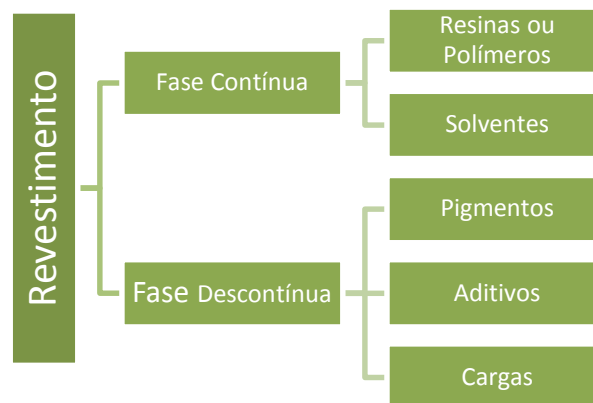 Revestimento
Fase Contínua
Resinas ou
Polímeros
Solventes
Fase Descontínua
Pigmentos
Aditivos
Cargas